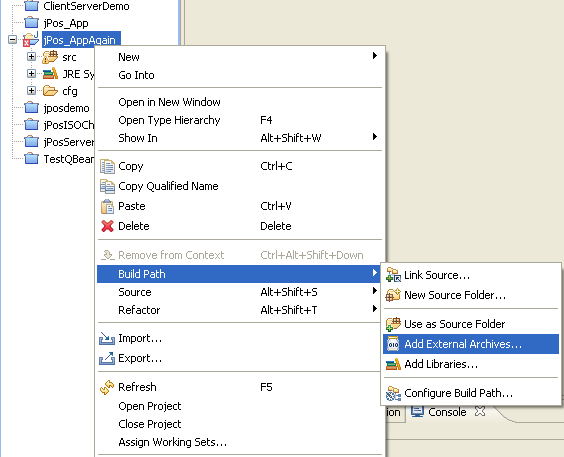 ClientServerDemo
jPos_App
jPos_AppAgain
src
JRE Sy
cfg
jposdemo
jPosISOCh
jPosServer
TestQBean
New
Go Into
Open in New Window
Open Type Hierarchy F4
Show In Alt+Shift+W
Copy Ctrl+C
Copy Qualified Name
Paste Ctrl+V
Delete Delete
Remove from Context Ctrl+Alt+Shift+Down
Build Path
Source Alt+Shift+S
Refactor Alt+Shift+T
Import...
Export...
Refresh F5
Open Project
Close Project
Assign Working Sets...
Link Source...
New Source Folder...
Use as Source Folder
Add External Archives...
Add Libraries...
Configure Build Path...
ion Console